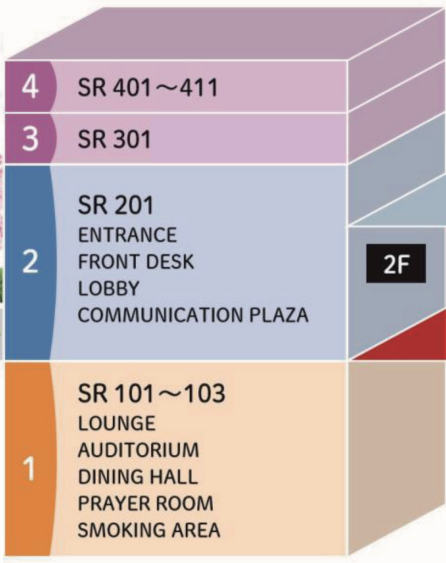 4 SR 401～411
3 SR 301
2
SR 201
ENTRANCE
FRONT DESK
LOBBY
COMMUNICATION PLAZA
2F
1
SR 101～103
LOUNGE
AUDITORIUM
DINING HALL
PRAYER ROOM
SMOKING AREA